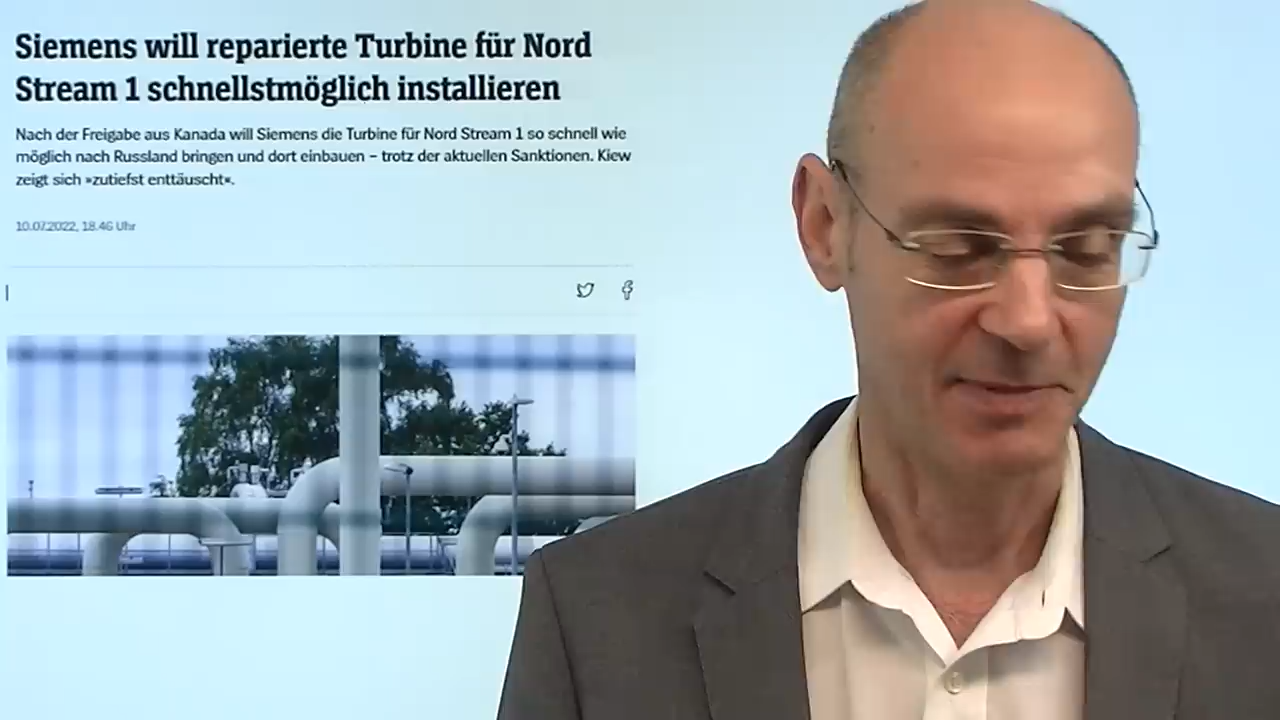 Siemens will reparierte Turbine für Nord
Stream 1 schnellstmöglich installieren
Nach der Freigabe aus Kanada will Siemens die Turbine für Nord Stream 1 so schnell wie
möglich nach Russland bringen und dort einbauen – trotz der aktuellen Sanktionen. Kiew
zeigt sich »zutiefst enttäuscht«.
10.07.2022, 18.46 Uhr